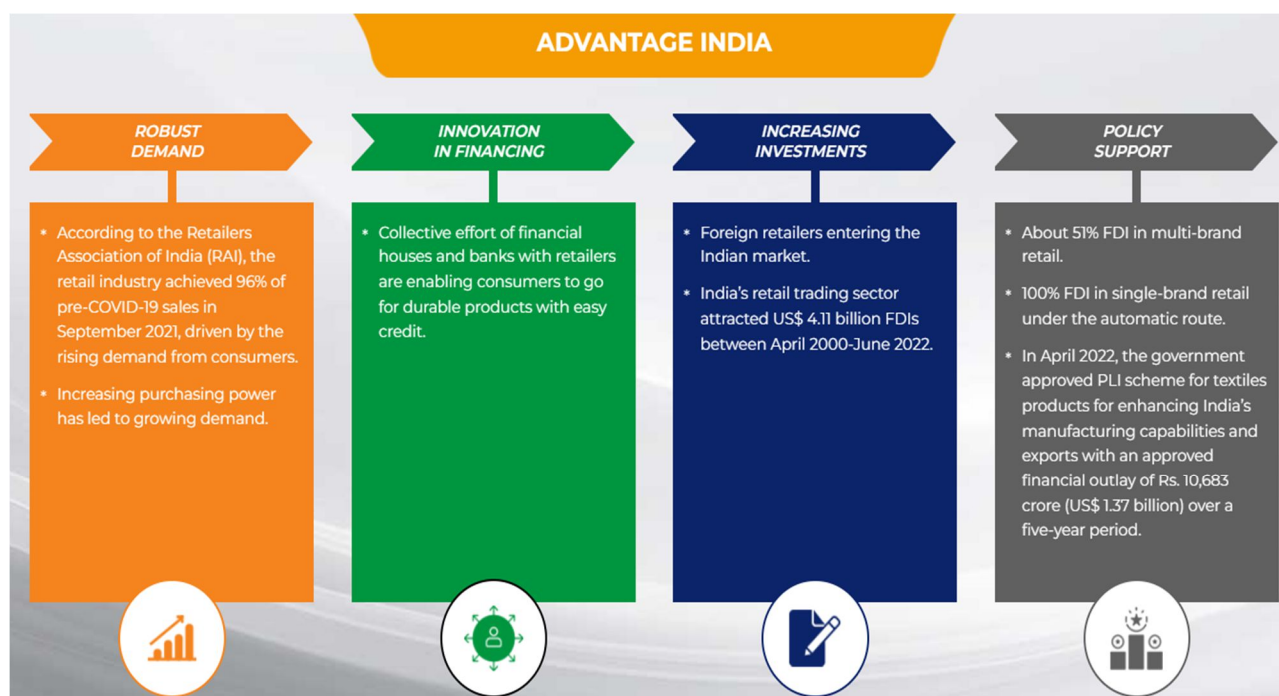 ADVANTAGE INDIA
ROBUST
DEMAND
* According to the Retailers
Association of India (RAI), the
retail industry achieved 96% of
pre-COVID-19 sales in
September 2021, driven by the
rising demand from consumers.
* Increasing purchasing power
has led to growing demand.
INNOVATION
IN FINANCING
* Collective effort of financial
houses and banks with retailers
are enabling consumers to go
for durable products with easy
credit.
INCREASING
INVESTMENTS
* Foreign retailers entering the
Indian market.
* India's retail trading sector
attracted US$ 4.11 billion FDIs
between April 2000-June 2022.
POLICY
SUPPORT
* About 51% FDI in multi-brand
retail.
* 100% FDI in single-brand retail
under the automatic route.
* In April 2022, the government
approved PLI scheme for textiles
products for enhancing India's
manufacturing capabilities and
exports with an approved
financial outlay of Rs. 10,683
crore (US$ 1.37 billion) over a
five-year period.